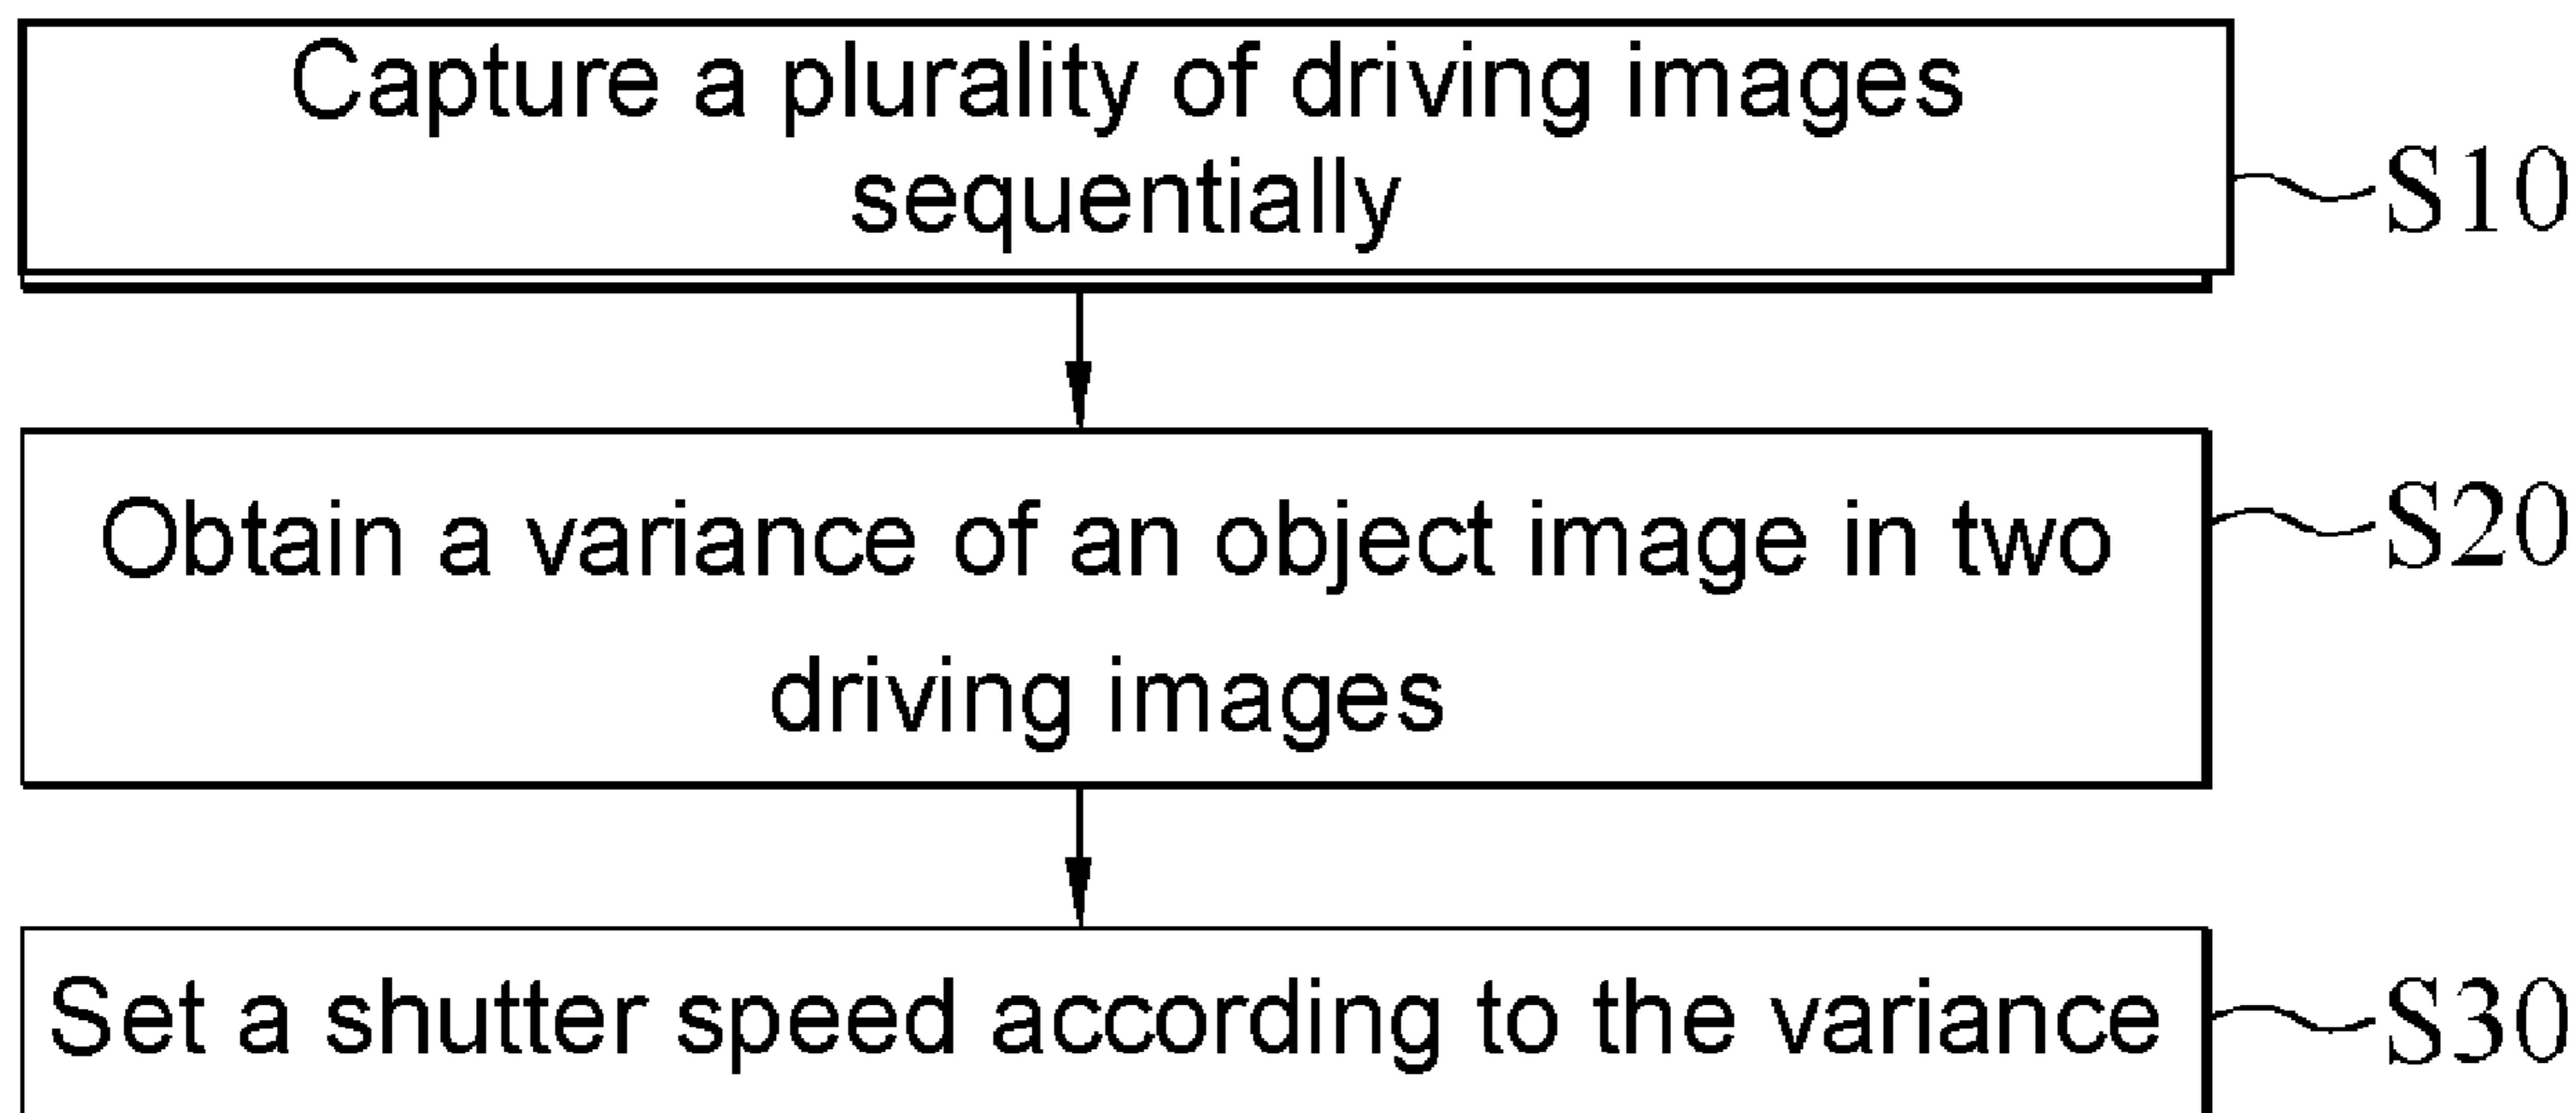 Capture a plurality of driving images
sequentially
S10
Obtain a variance of an object image in two
driving images
S20
Set a shutter speed according to the variance
S30